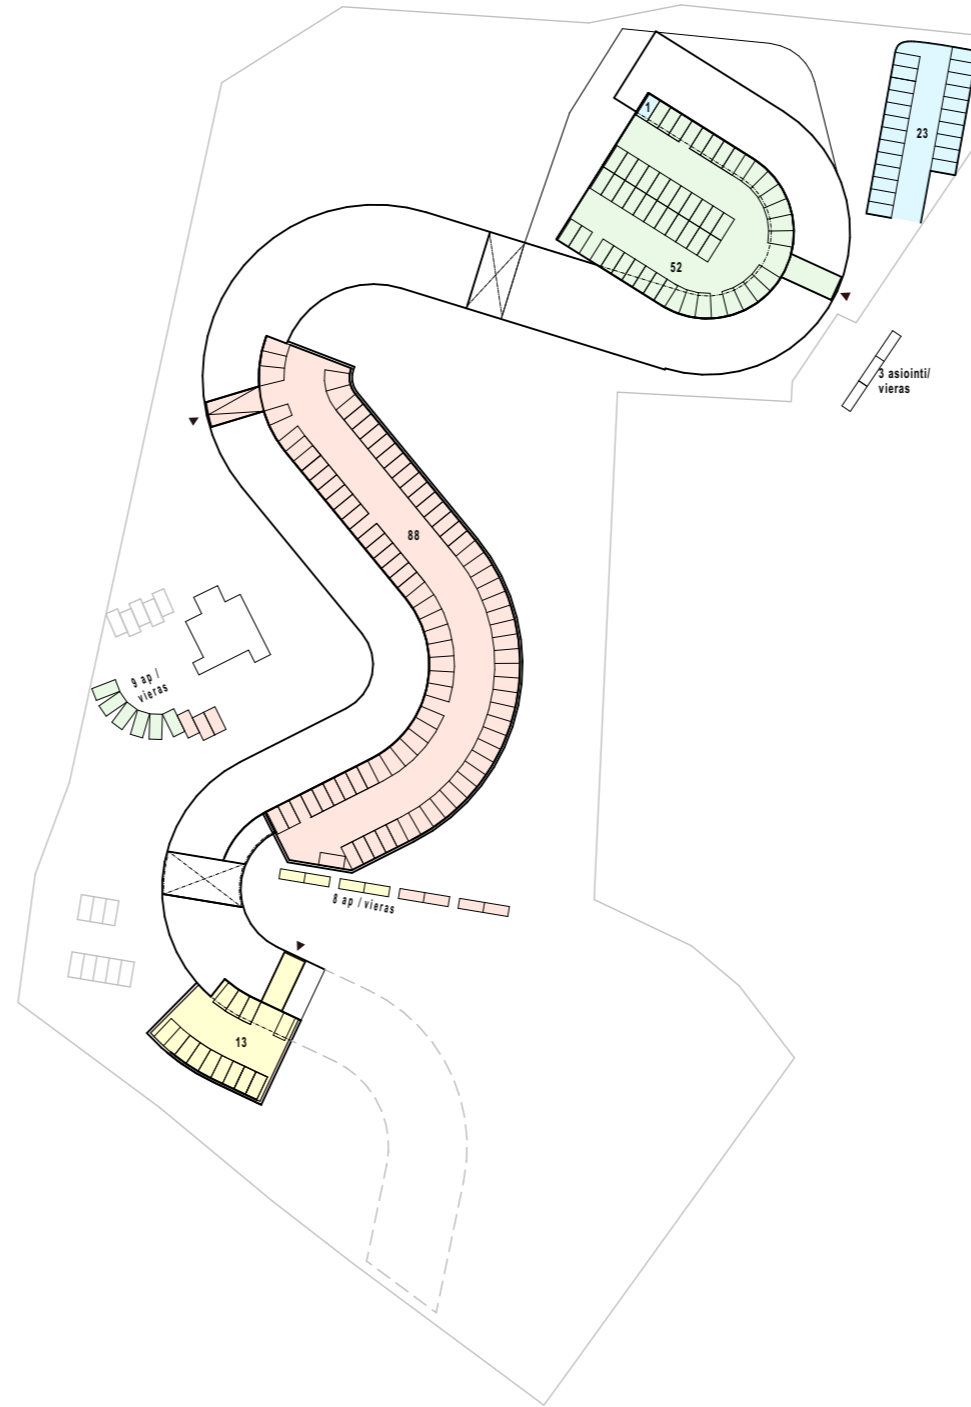 1
23
52
3 asiointi/
vieras
88
9 ap /
vieras
8 ap / vieras
13